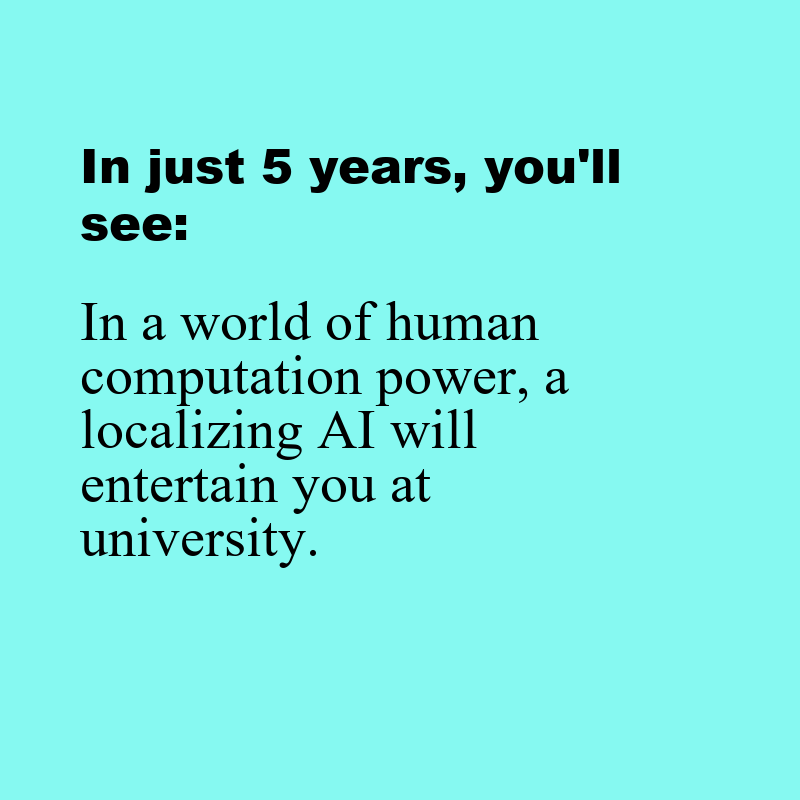 In just 5 years, you'll
see:
In a world of human
computation power, a
localizing AI will
entertain you at
university.